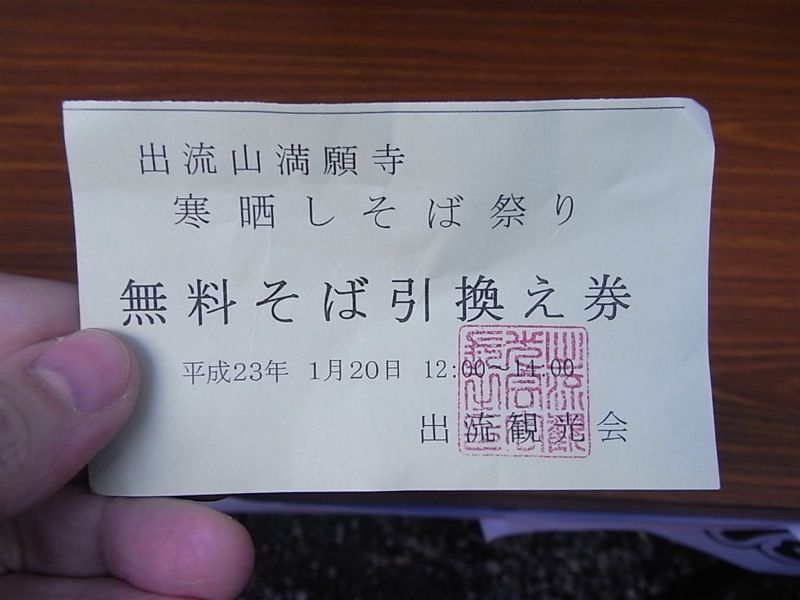 出流山満願寺
寒晒しそば祭り
無料そば引換え券
平成23年 1月20日 12:00～14:00
出流観光会